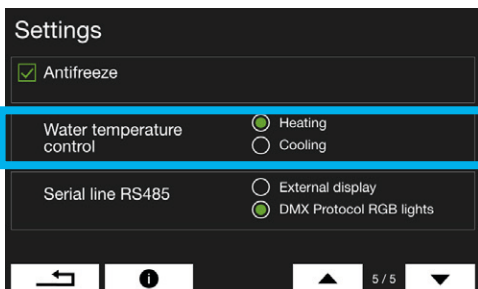 Settings
Antifreeze
Water temperature
control
Heating
Cooling
Serial line RS485
External display
DMX Protocol RGB lights
5/5